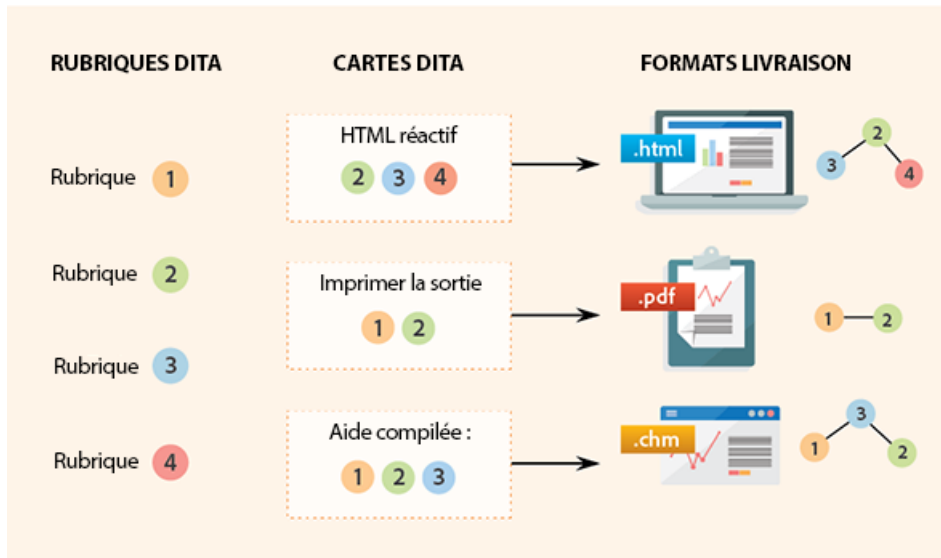 RUBRIQUES DITA
CARTES DITA
FORMATS LIVRAISON
Rubrique 1
Rubrique 2
Rubrique 3
Rubrique 4
HTML réactif
2 3 4
Imprimer la sortie
1 2
Aide compilée :
1 2 3
.html
2
3
4
.pdf
1 2
.chm
3
1
2